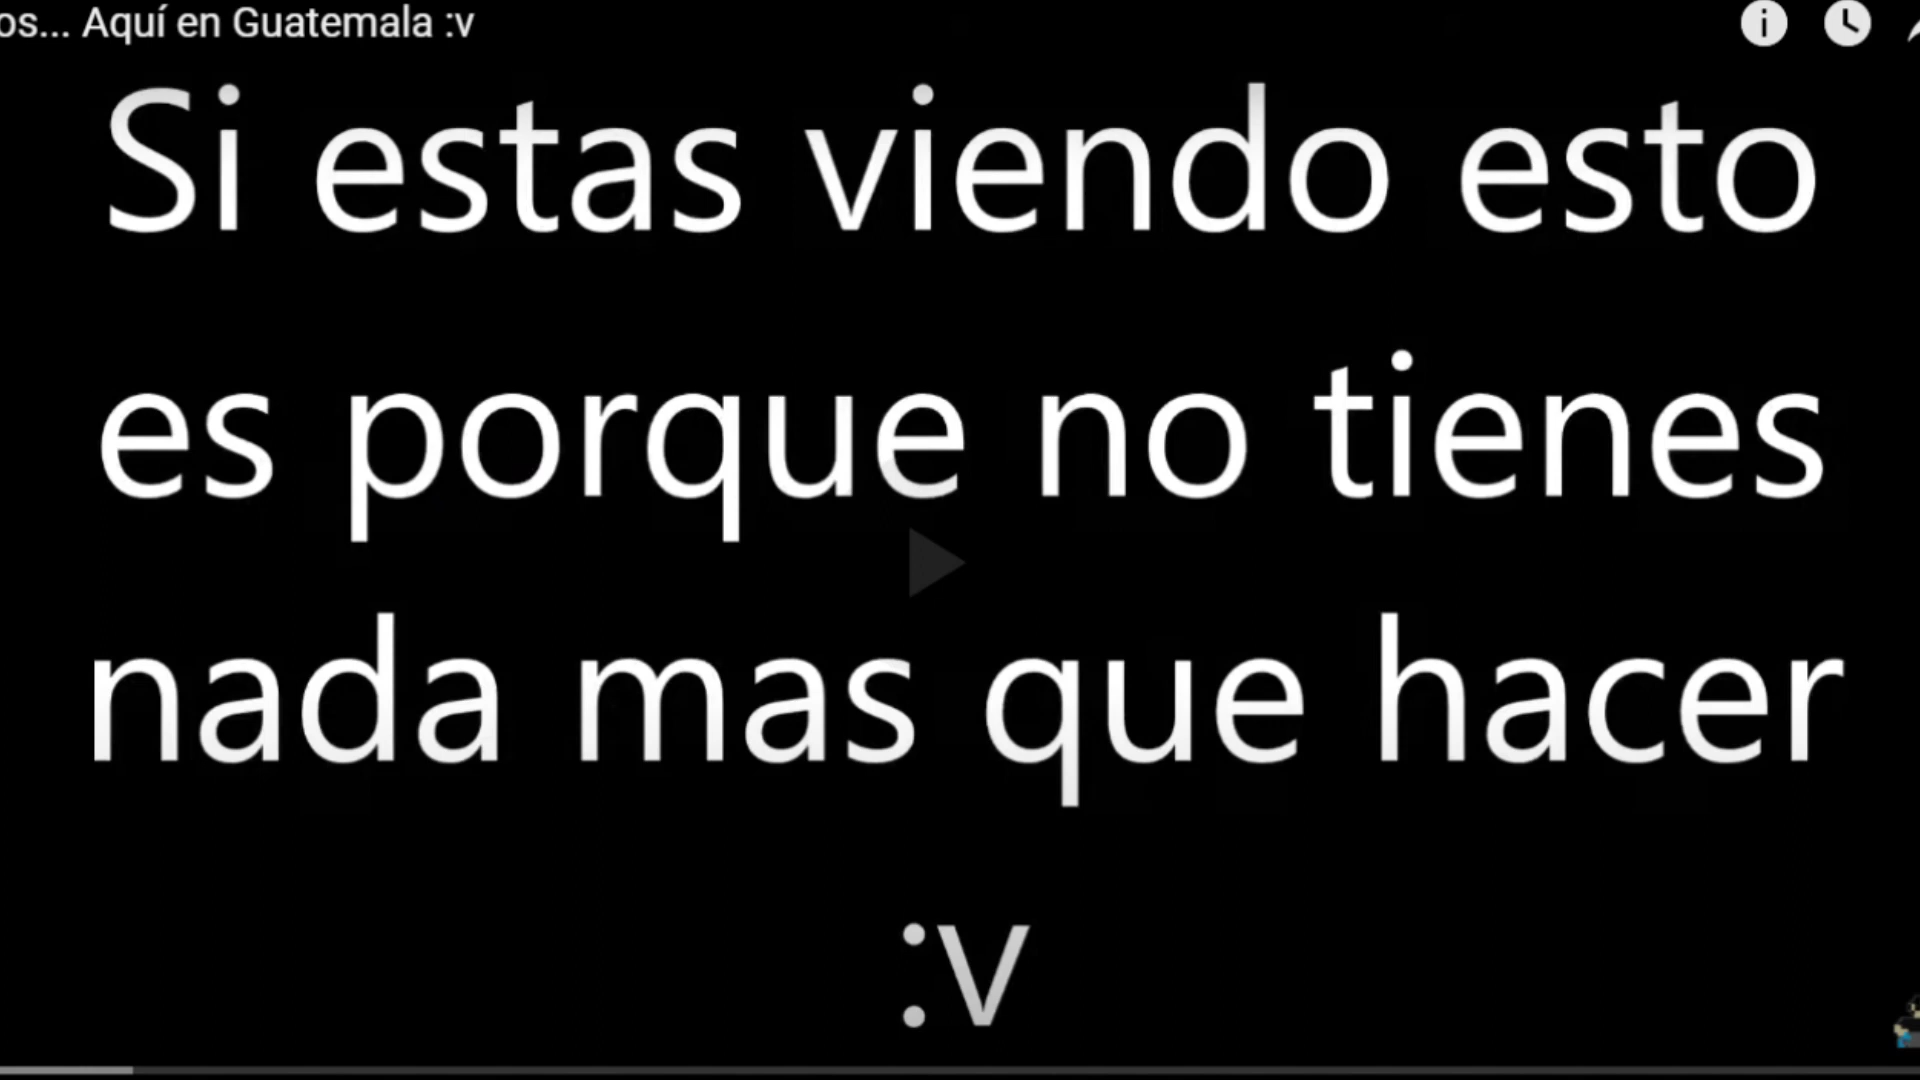 os... Aquí en Guatemala :v
Si estas viendo esto
es porque no tienes
nada mas que hacer
:v